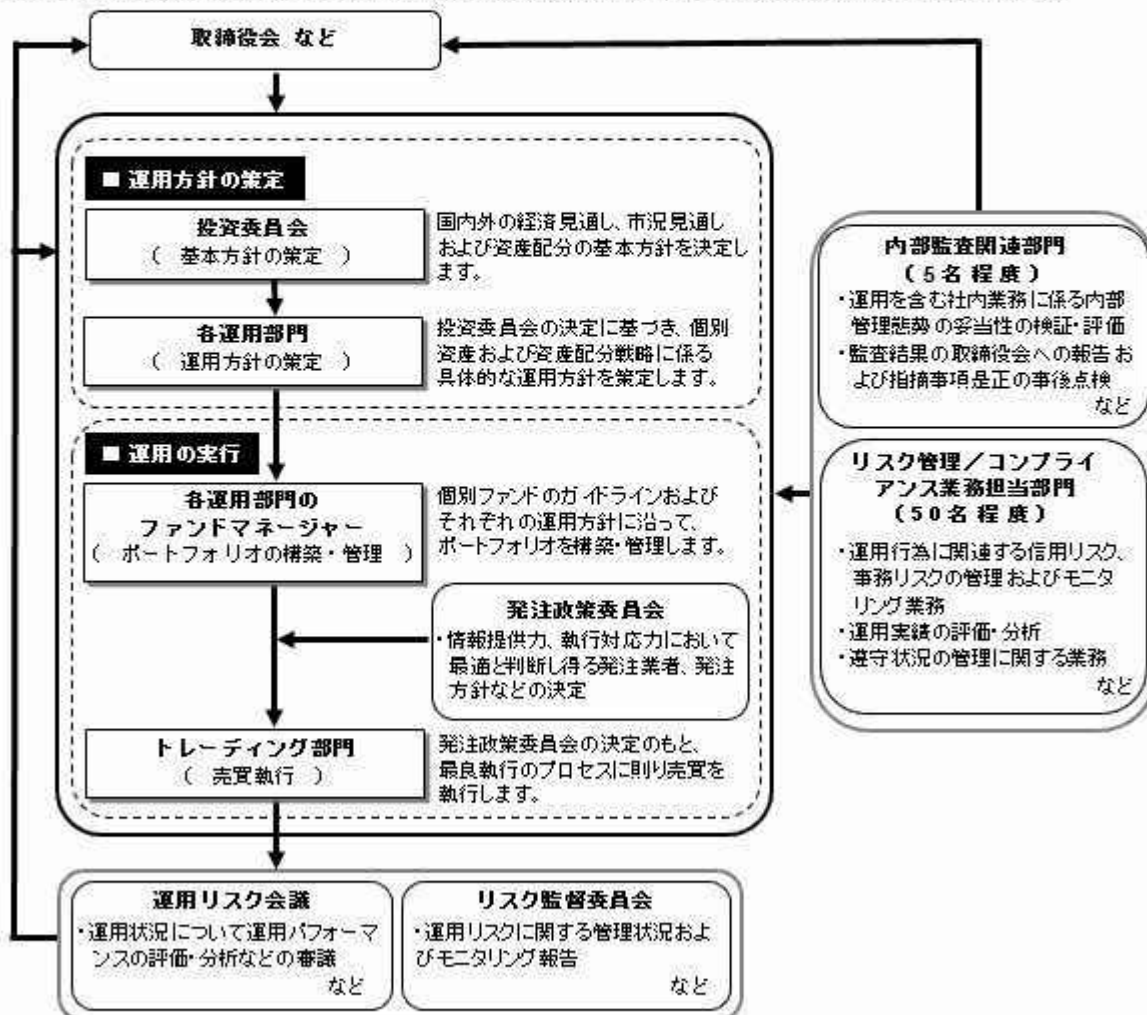 取締役会 など
■ 運用方針の策定
投資委員会
( 基本方針の策定 )
国内外の経済見通し、市況見通し
および資産配分の基本方針を決定し
ます。
各運用部門
( 運用方針の策定 )
投資委員会の決定に基づき、個別
資産および資産配分戦略に係る
具体的な運用方針を策定します。
■ 運用の実行
各運用部門の
ファンドマネージャー
( ポートフォリオの構築・管理 )
個別ファンドのガイドラインおよび
それぞれの運用方針に沿って、
ポートフォリオを構築・管理します。
発注政策委員会
・情報提供力、執行対応力において
最適と判断し得る発注業者、発注
方針などの決定
トレーディング部門
( 売買執行 )
発注政策委員会の決定のもと、
最良執行のプロセスに則り売買を
執行します。
運用リスク会議
・運用状況について運用パフォーマ
ンスの評価・分析などの審議
など
リスク監督委員会
・運用リスクに関する管理状況およ
びモニタリング報告
など
内部監査関連部門
(5名程度)
・運用を含む社内業務に係る内部
管理態勢の妥当性の検証・評価
・監査結果の取締役会への報告お
よび指摘事項是正の事後点検
など
リスク管理/コンプライ
アンス業務担当部門
(50名程度)
・運用行為に関連する信用リスク、
事務リスクの管理およびモニタ
リング業務
・運用実績の評価・分析
・遵守状況の管理に関する業務
など